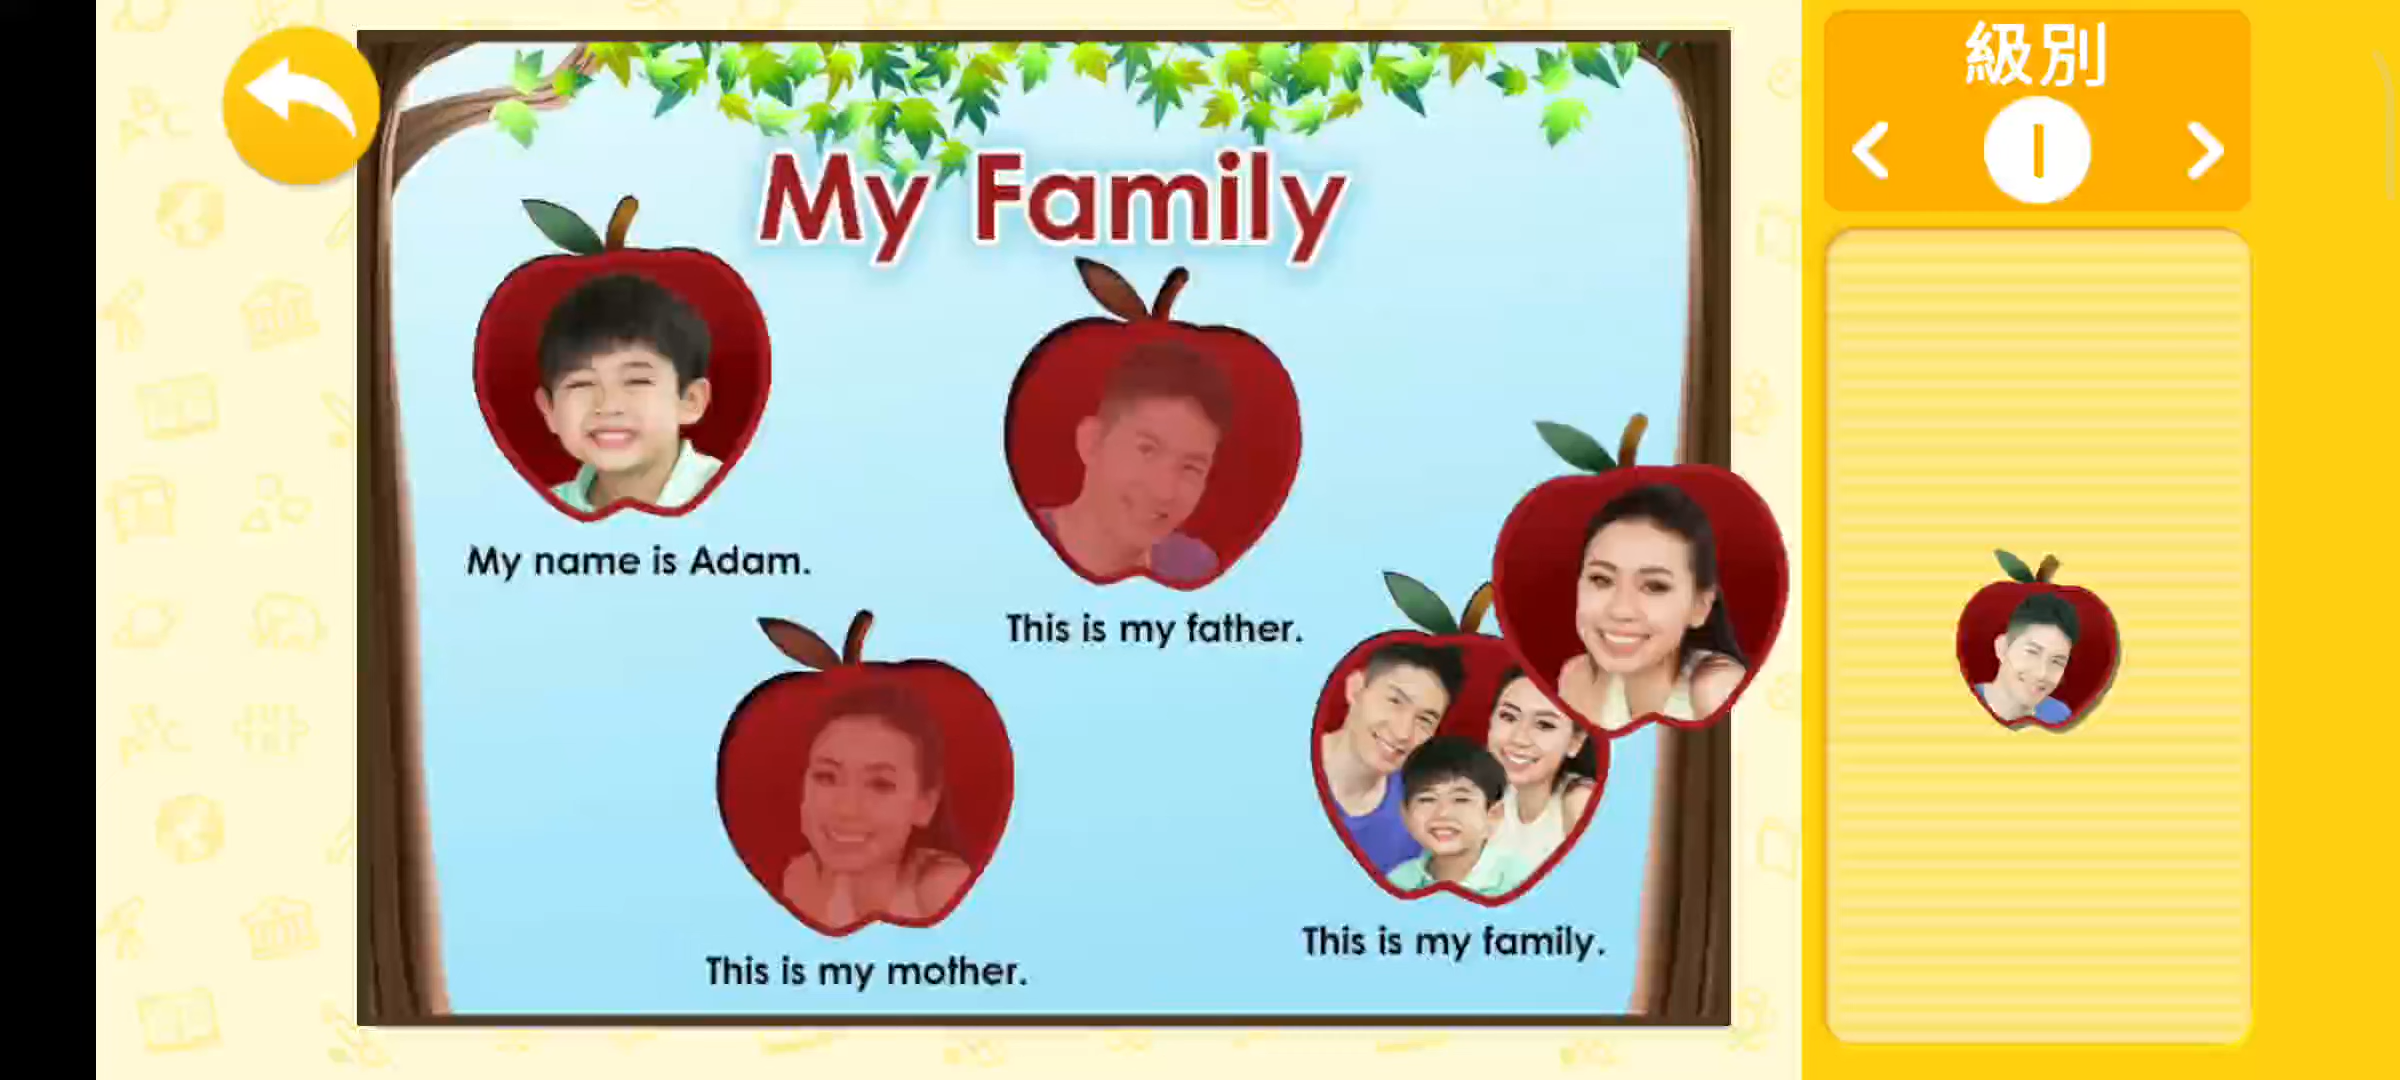 級別
1
My Family
My name is Adam.
This is my father.
This is my mother.
This is my family.